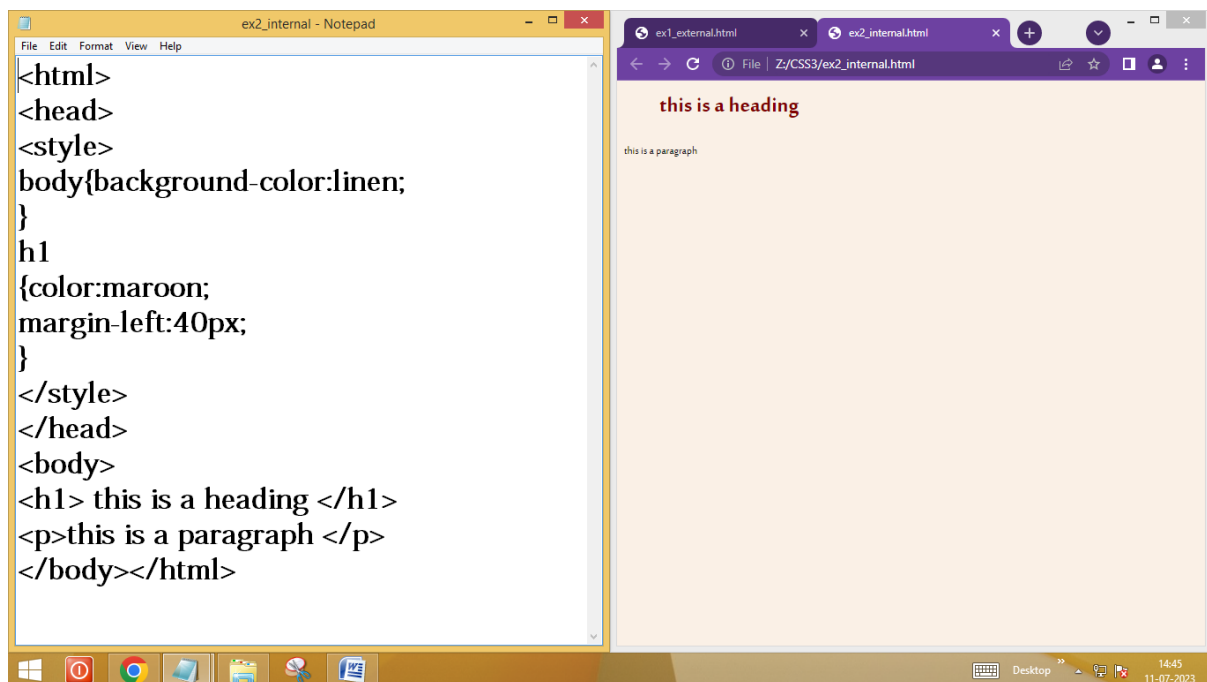 ex2_internal - Notepad
File Edit Format View Help
<html>
<head>
<style>
body{background-color:linen;
}
h1
{color:maroon;
margin-left:40px;
}
</style>
</head>
<body>
<h1> this is a heading </h1>
<p>this is a paragraph </p>
</body></html>
ex1_external.html
ex2_internal.html
File | Z:/CSS3/ex2_internal.html
this is a heading
this is a paragraph
Desktop
14:45
11-07-2023